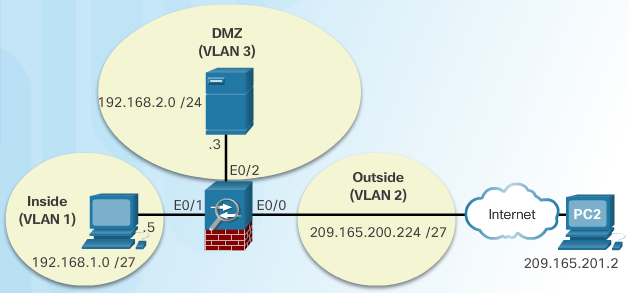 DMZ
(VLAN 3)
192.168.2.0 /24
.3
E0/2
Inside
(VLAN 1)
.5
192.168.1.0 /27
E0/1
E0/0
Outside
(VLAN 2)
209.165.200.224 /27
Internet
PC2
209.165.201.2